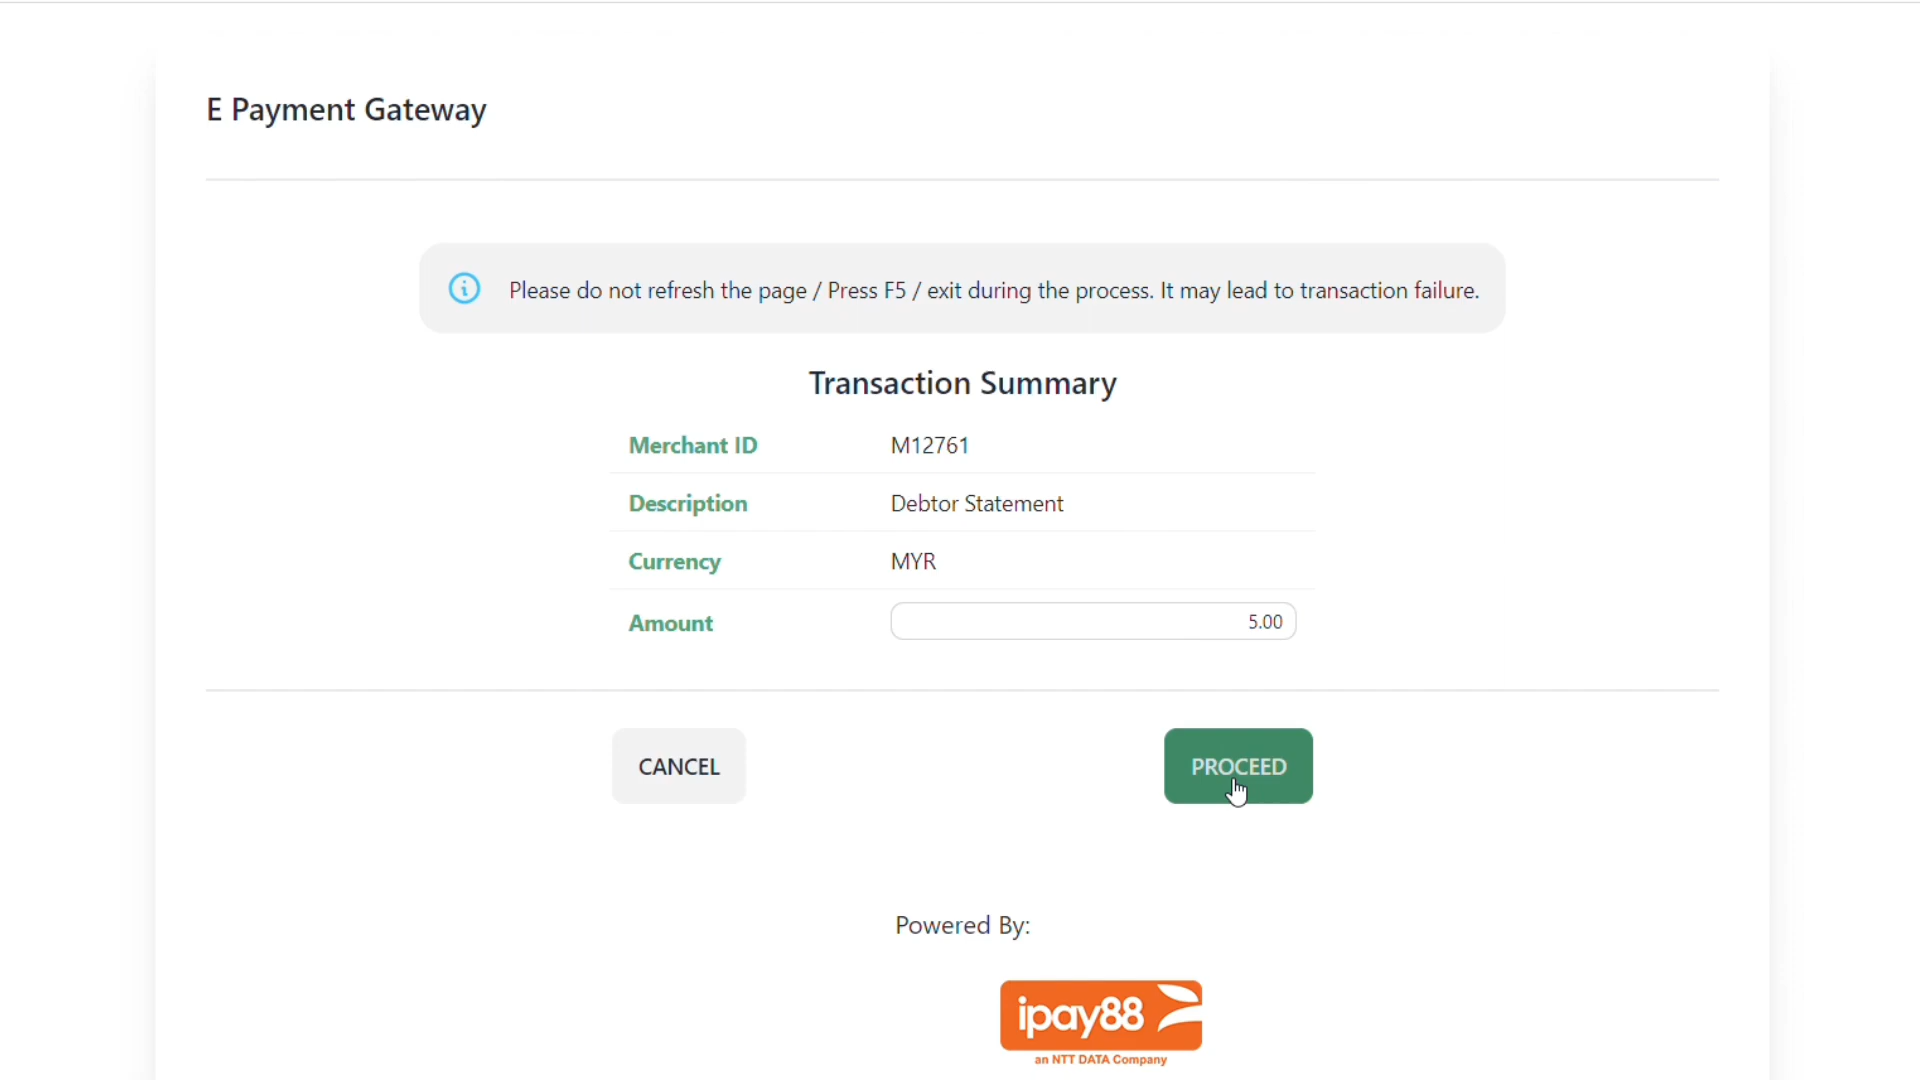 E Payment Gateway
Please do not refresh the page / Press F5 / exit during the process. It may lead to transaction failure.
Transaction Summary
Merchant ID M12761
Description Debtor Statement
Currency MYR
Amount 5.00
CANCEL PROCEED
Powered By:
ipay88
an NTT DATA Company